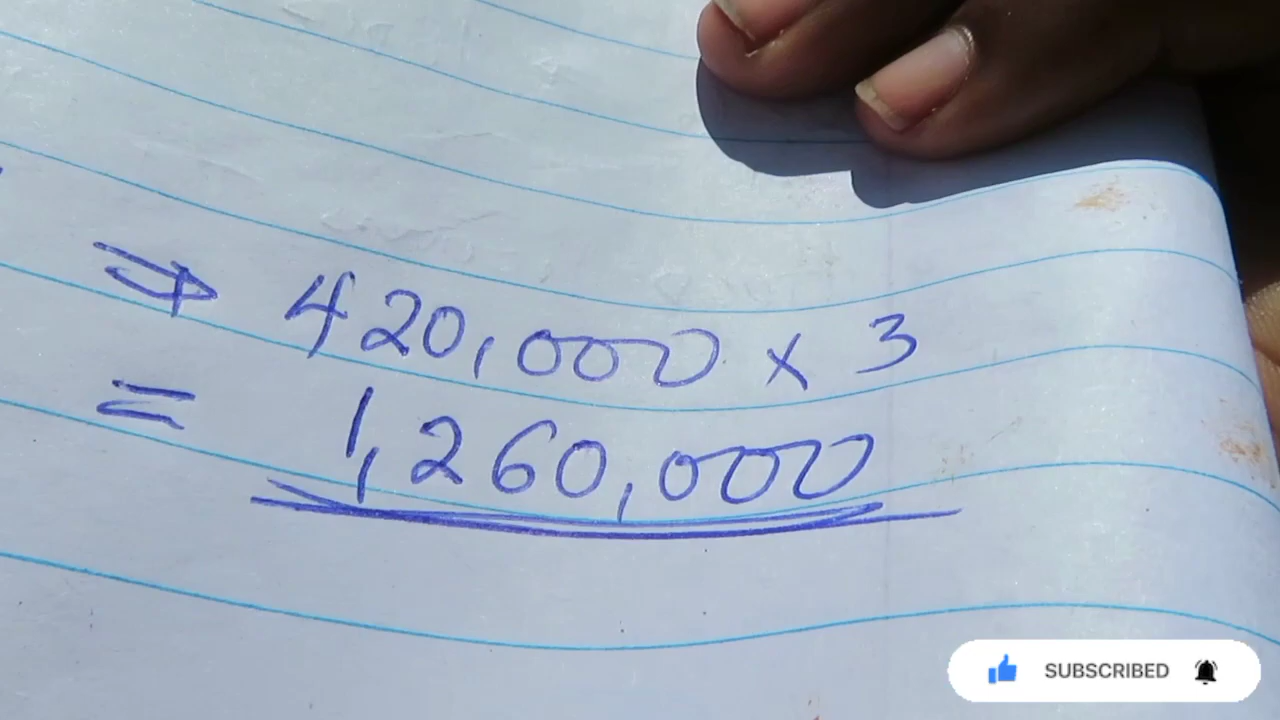 ⇒ 420,000 x 3
= 1,260,000
SUBSCRIBED